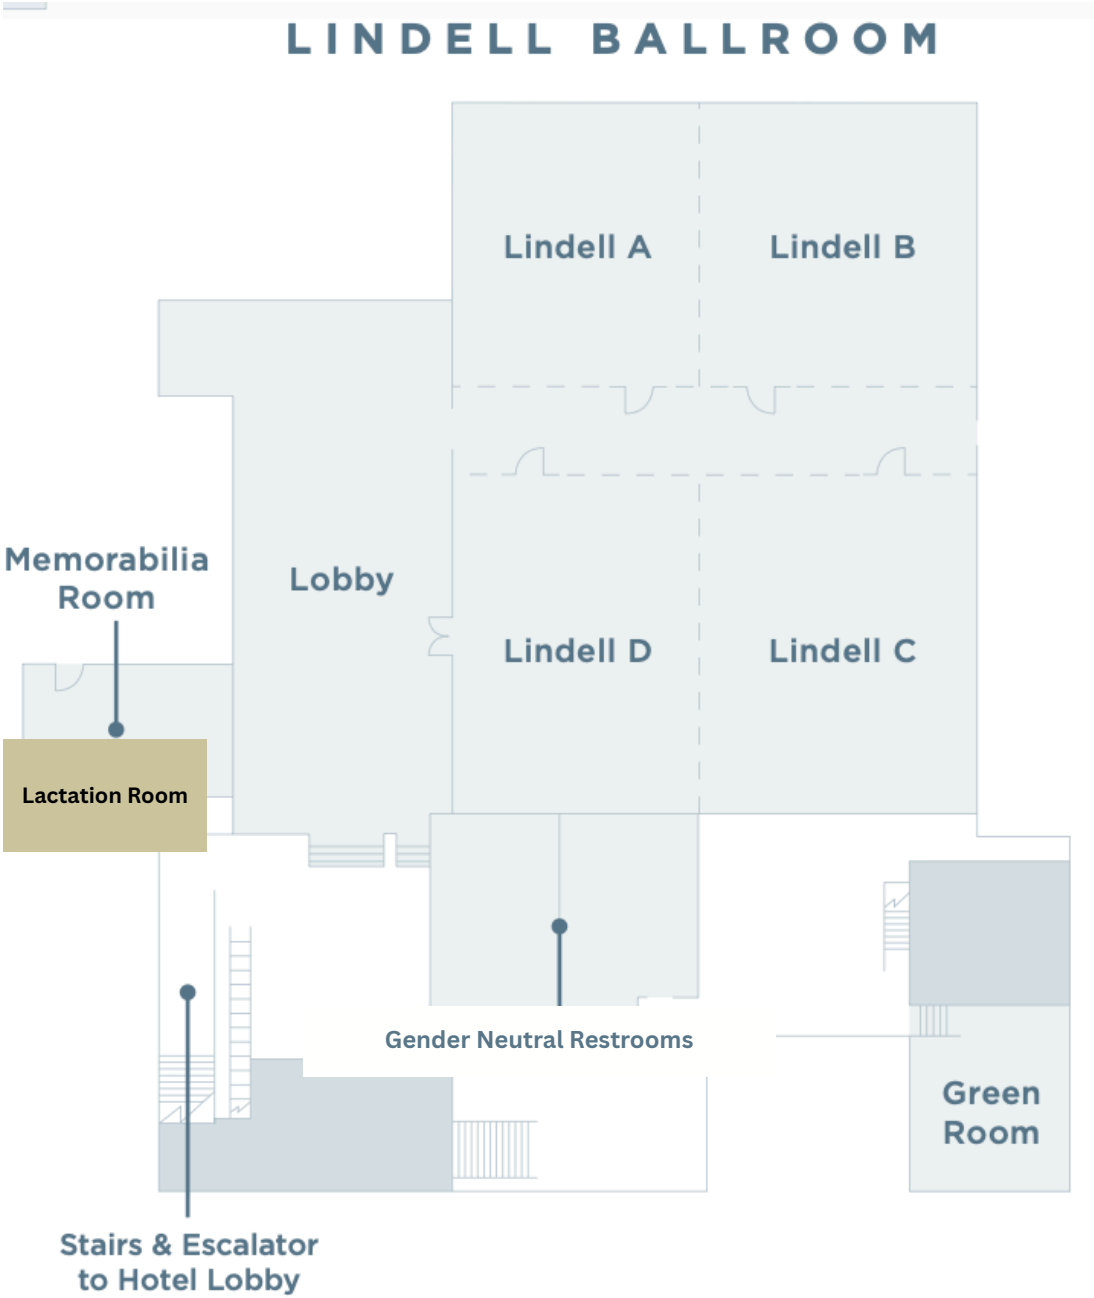 LINDELL BALLROOM
Lindell A
Lindell B
Memorabilia
Room
Lobby
Lindell D
Lindell C
Lactation Room
Gender Neutral Restrooms
Green
Room
Stairs & Escalator
to Hotel Lobby